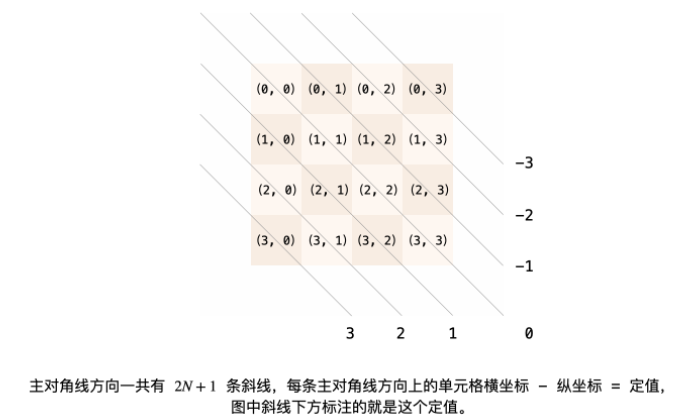 (0, 0) (0, 1) (0, 2) (0, 3)
(1, 0) (1, 1) (1, 2) (1, 3)
-3
(2, 0) (2, 1) (2, 2) (2, 3)
-2
(3, 0) (3, 1) (3, 2) (3, 3)
-1
3 2 1 0
主对角线方向一共有 2N + 1 条斜线，每条主对角线方向上的单元格横坐标 - 纵坐标 = 定值，
图中斜线下方标注的就是这个定值。